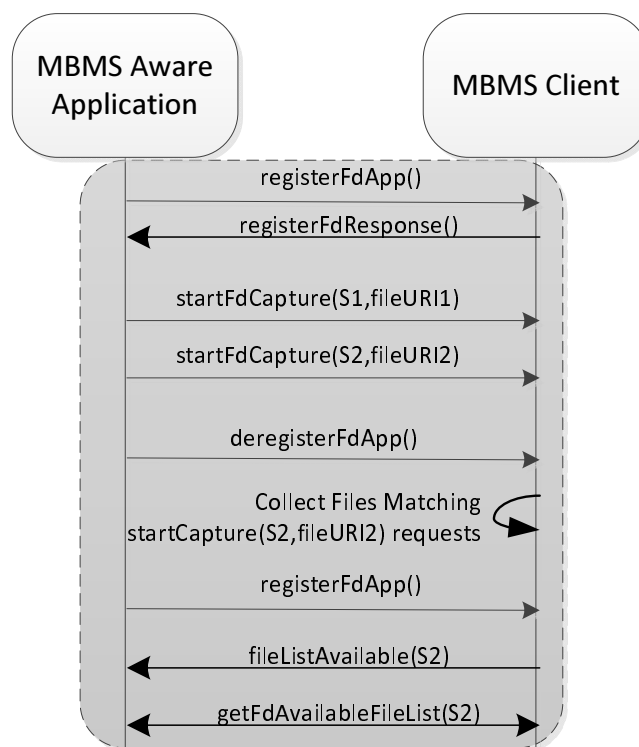 MBMS Aware
Application
MBMS Client
registerFdApp()
registerFdResponse()
startFdCapture(S1,fileURI1)
startFdCapture(S2,fileURI2)
deregisterFdApp()
Collect Files Matching
startCapture(S2,fileURI2) requests
registerFdApp()
fileListAvailable(S2)
getFdAvailableFileList(S2)